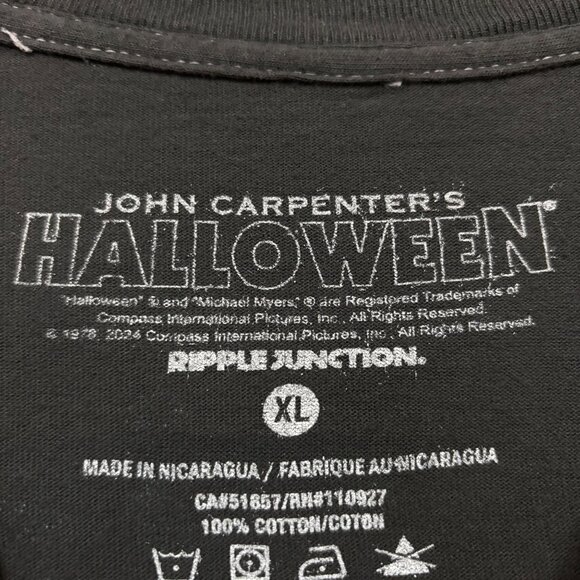 JOHN CARPENTER'S
HALLOWEEN®
"Halloween" ® and "Michael Myers," ® are Registered Trademarks of
Compass International Pictures, Inc., All Rights Reserved.
© 1978, 2024 Compass International Pictures, Inc., All Rights Reserved.
RIPPLE JUNCTION®
XL
MADE IN NICARAGUA / FABRIQUE AU NICARAGUA
CA#51857/RN#110927
100% COTTON/COTON